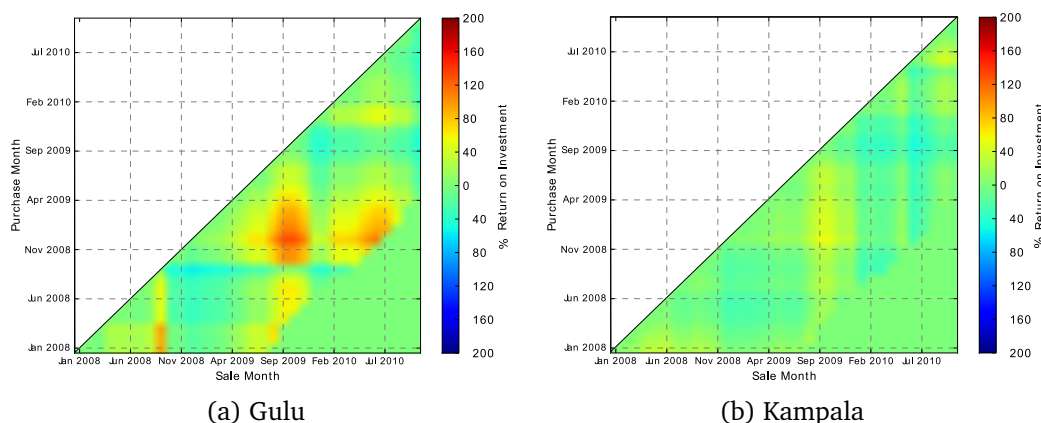 Purchase Month
Jul 2010
Feb 2010
Sep 2009
Apr 2009
Nov 2008
Jun 2008
Jan 2008
Jan 2008 Jun 2008 Nov 2008 Apr 2009 Sep 2009 Feb 2010 Jul 2010
Sale Month
200
160
120
80
40
0
40
80
120
160
200
% Return on Investment
(a) Gulu
Purchase Month
Jul 2010
Feb 2010
Sep 2009
Apr 2009
Nov 2008
Jun 2008
Jan 2008
Jan 2008 Jun 2008 Nov 2008 Apr 2009 Sep 2009 Feb 2010 Jul 2010
Sale Month
200
160
120
80
40
0
40
80
120
160
200
% Return on Investment
(b) Kampala